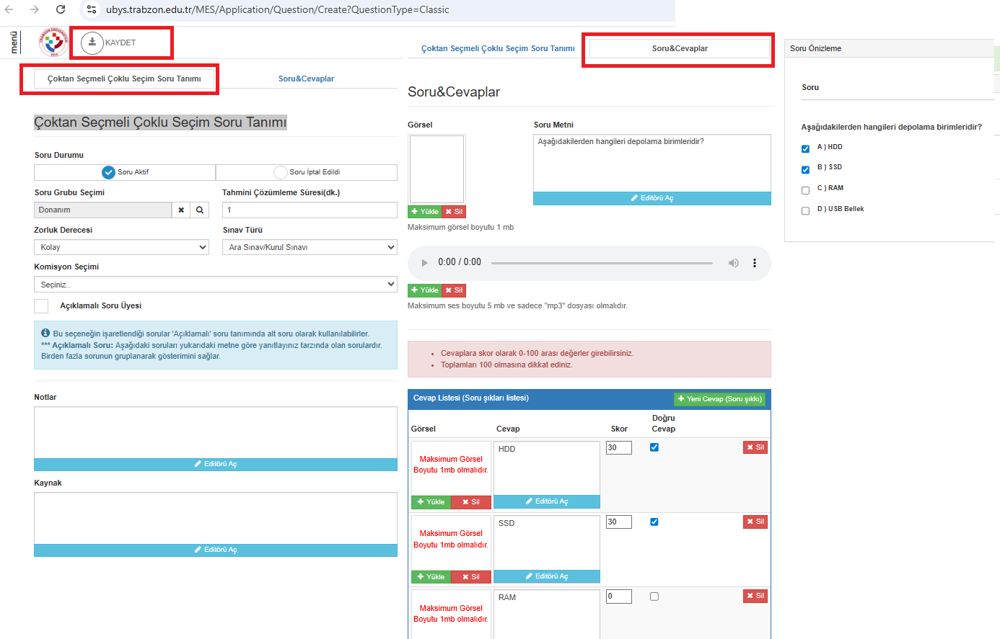 ubys.trabzon.edu.tr/MES/Application/Question/Create?QuestionType=Classic
menü
KAYDET
Çoktan Seçmeli Çoklu Seçim Soru Tanımı
Soru&Cevaplar
Çoktan Seçmeli Çoklu Seçim Soru Tanımı
Soru Durumu
Soru Aktif
Soru İptal Edildi
Soru Grubu Seçimi
Tahmini Çözümleme Süresi(dk.)
Donanım
1
Zorluk Derecesi
Sınav Türü
Kolay
Ara Sınav/Kurul Sınavı
Komisyon Seçimi
Seçiniz..
Açıklamalı Soru Üyesi
Bu seçeneğin işaretlendiği sorular 'Açıklamalı' soru tanımında alt soru olarak kullanılabilirler.
*** Açıklamalı Soru: Aşağıdaki soruları yukarıdaki metne göre yanıtlayınız tarzında olan sorulardır.
Birden fazla sorunun gruplanarak gösterimini sağlar.
Notlar
Editörü Aç
Kaynak
Editörü Aç
Çoktan Seçmeli Çoklu Seçim Soru Tanımı
Soru&Cevaplar
Soru&Cevaplar
Görsel
Soru Metni
Aşağıdakilerden hangileri depolama birimleridir?
Editörü Aç
Yükle
Sil
Maksimum görsel boyutu 1 mb
0:00 / 0:00
Yükle
Sil
Maksimum ses boyutu 5 mb ve sadece "mp3" dosyası olmalıdır.
Cevaplara skor olarak 0-100 arası değerler girebilirsiniz.
Toplamları 100 olmasına dikkat ediniz.
Cevap Listesi (Soru şıkları listesi)
Yeni Cevap (Soru şıkkı)
Görsel
Cevap
Skor
Doğru
Cevap
Maksimum Görsel
Boyutu 1mb olmalıdır.
Yükle
Sil
HDD
Editörü Aç
30
Sil
Maksimum Görsel
Boyutu 1mb olmalıdır.
Yükle
Sil
SSD
Editörü Aç
30
Sil
Maksimum Görsel
Boyutu 1mb olmalıdır.
RAM
0
Sil
Soru Önizleme
Soru
Aşağıdakilerden hangileri depolama birimleridir?
A ) HDD
B ) SSD
C ) RAM
D ) USB Bellek